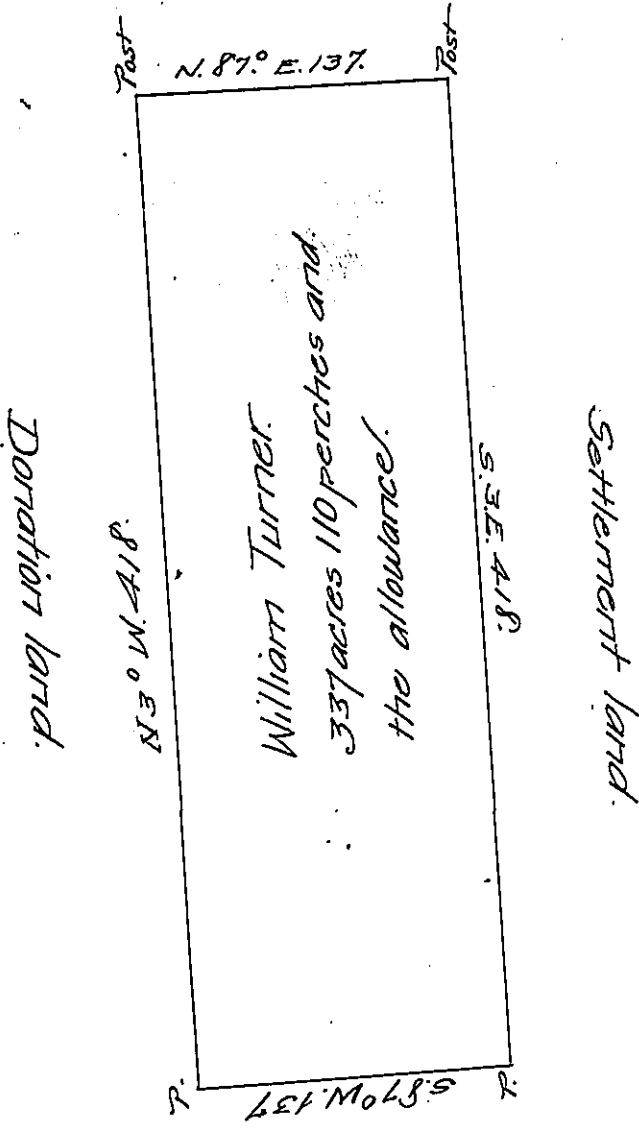 Post
N. 87.° E. 137.
Post
William Turner.
337 acres 110 perches and
the allowance.
N 3° W. 418.
S. 3. E. 418.
Donation land.
Settlement land.
P.
S. 87° W. 137
P.